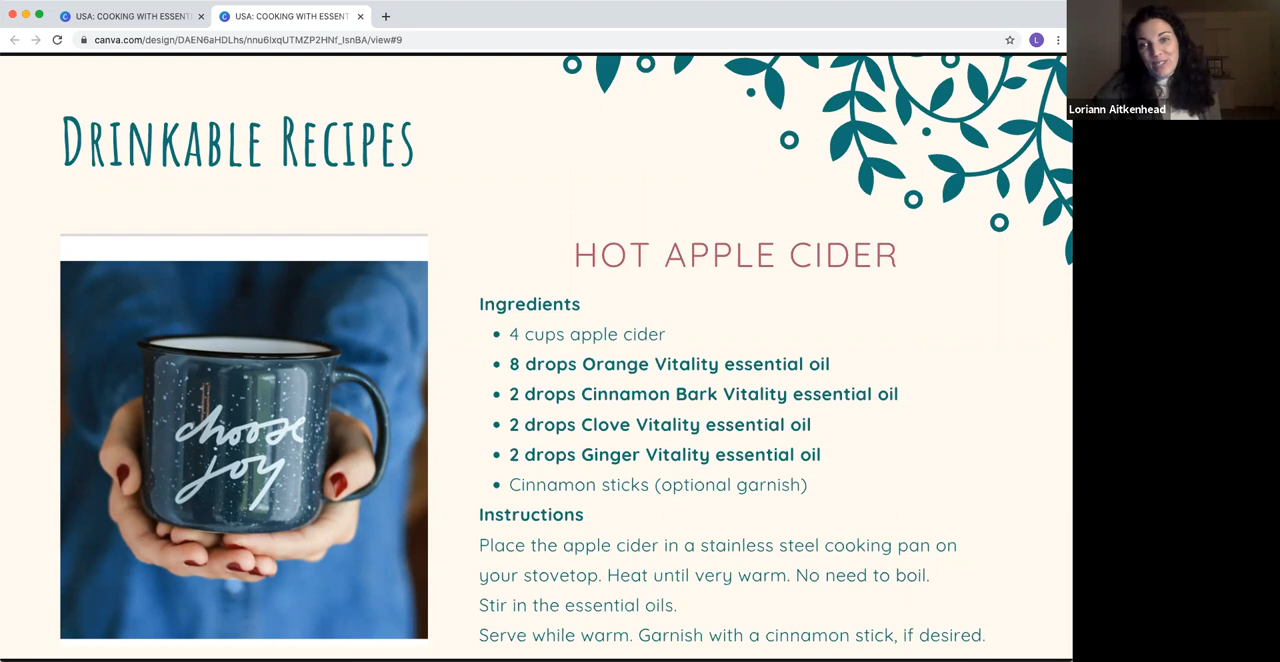 USA: COOKING WITH ESSENTI
USA: COOKING WITH ESSENT
canva.com/design/DAEN6aHDLhs/nnu6IxqUTMZP2HNf_IsnBA/view#9
L
Loriann Aitkenhead
DRINKABLE RECIPES
choose
joy
HOT APPLE CIDER
Ingredients
• 4 cups apple cider
• 8 drops Orange Vitality essential oil
• 2 drops Cinnamon Bark Vitality essential oil
• 2 drops Clove Vitality essential oil
• 2 drops Ginger Vitality essential oil
• Cinnamon sticks (optional garnish)
Instructions
Place the apple cider in a stainless steel cooking pan on
your stovetop. Heat until very warm. No need to boil.
Stir in the essential oils.
Serve while warm. Garnish with a cinnamon stick, if desired.